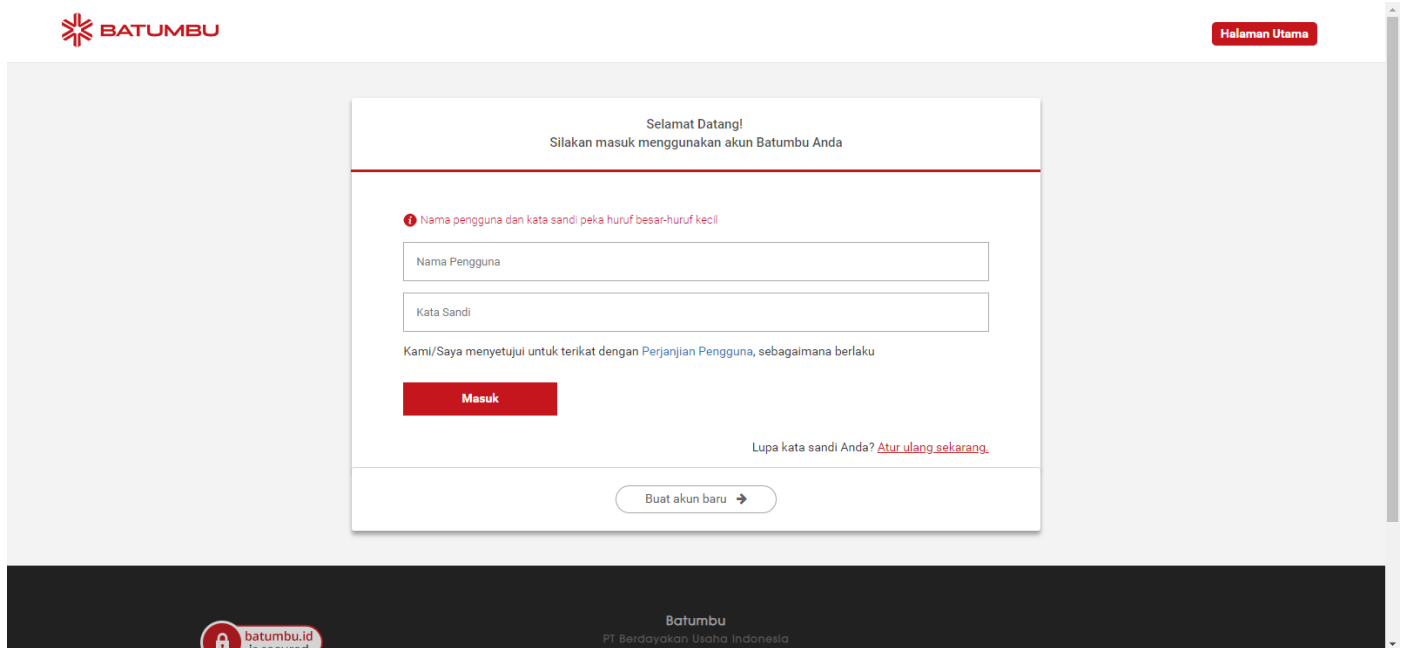 BATUMBU
Halaman Utama
Selamat Datang!
Silakan masuk menggunakan akun Batumbu Anda
Nama pengguna dan kata sandi peka huruf besar-huruf kecil
Nama Pengguna
Kata Sandi
Kami/Saya menyetujui untuk terikat dengan Perjanjian Pengguna, sebagaimana berlaku
Masuk
Lupa kata sandi Anda? Atur ulang sekarang.
Buat akun baru
Batumbu
PT Berdayakan Usaha Indonesia
batumbu.id
is secured